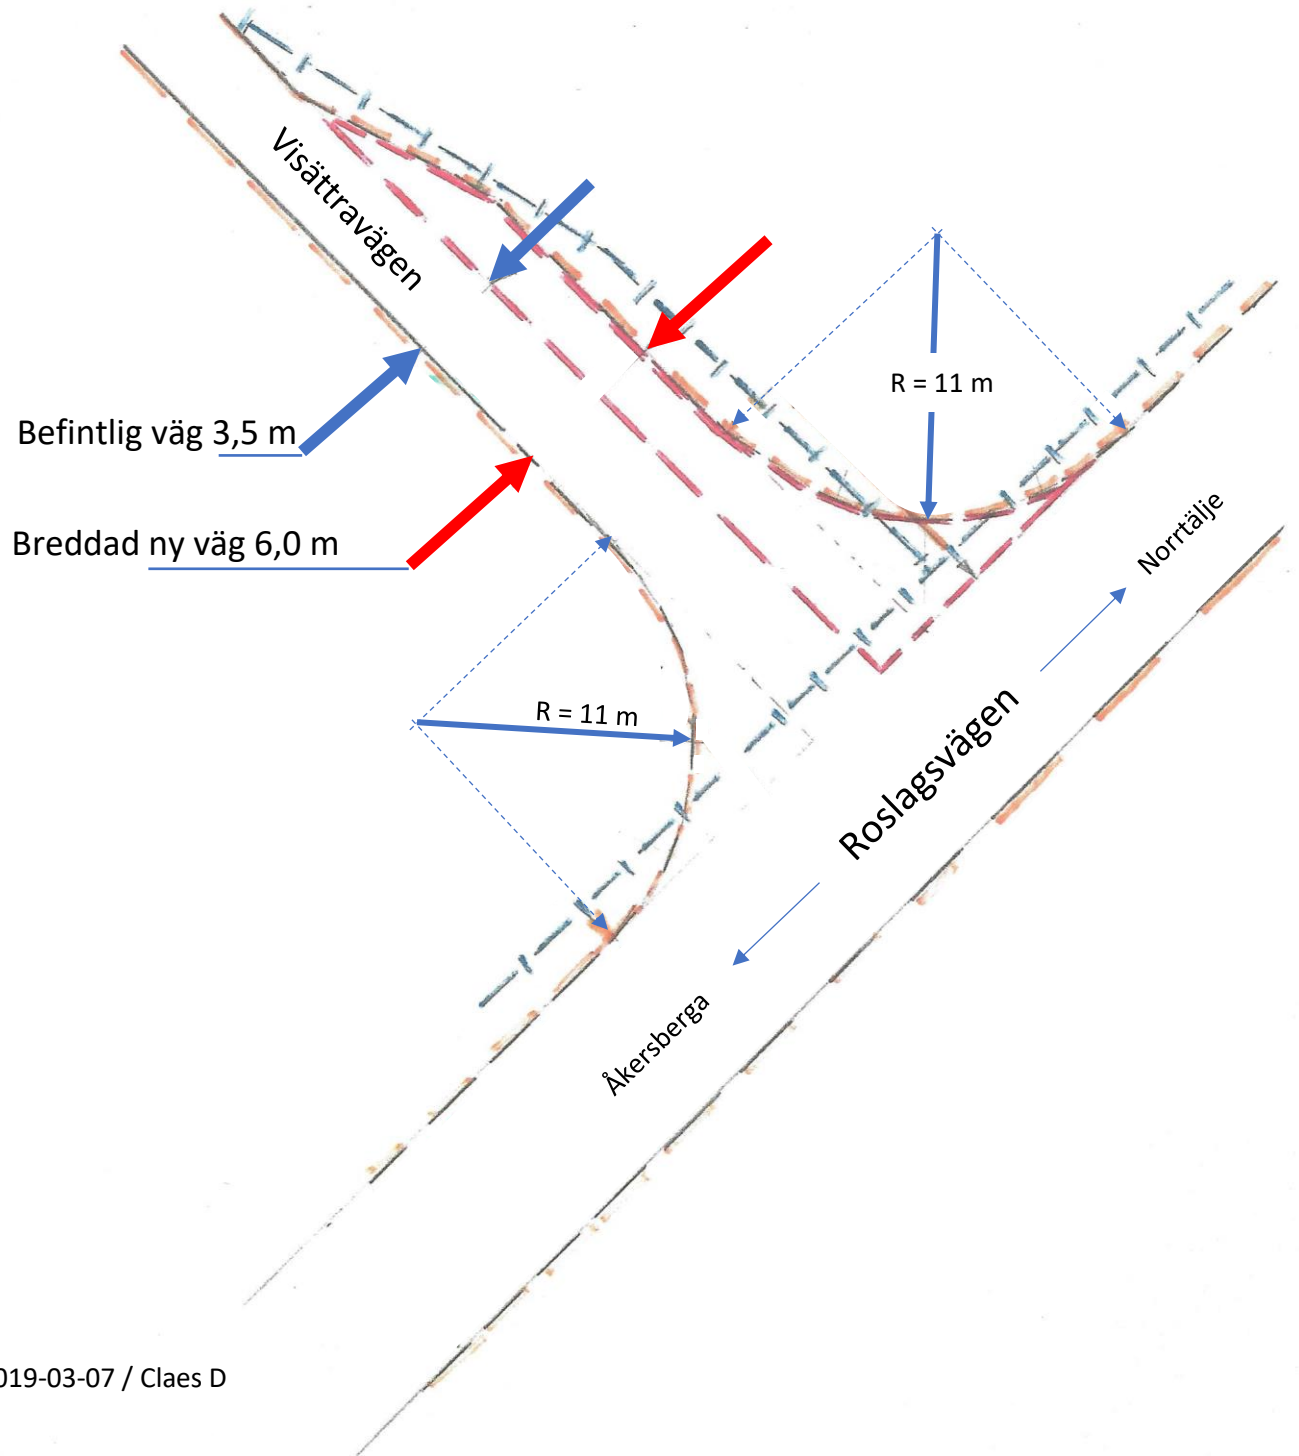 Visättravägen
R = 11 m
Befintlig väg 3,5 m
Breddad ny väg 6,0 m
Norrtälje
R = 11 m
Roslagsvägen
Åkersberga
019-03-07 / Claes D